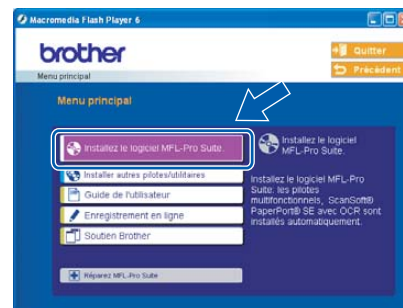 Macromedia Flash Player 6
brother
Quitter
Menu principal
Précédent
Menu principal
Installez le logiciel MFL-Pro Suite.
Installer autres pilotes/utilitaires
Guide de l'utilisateur
Enregistrement en ligne
Soutien Brother
Réparez MFL-Pro Suite
Installez le logiciel
MFL-Pro Suite.
Installez le logiciel MFL-Pro
Suite: les pilotes
multifonctionnels, ScanSoft®
PaperPort® SE avec OCR sont
installés automatiquement.